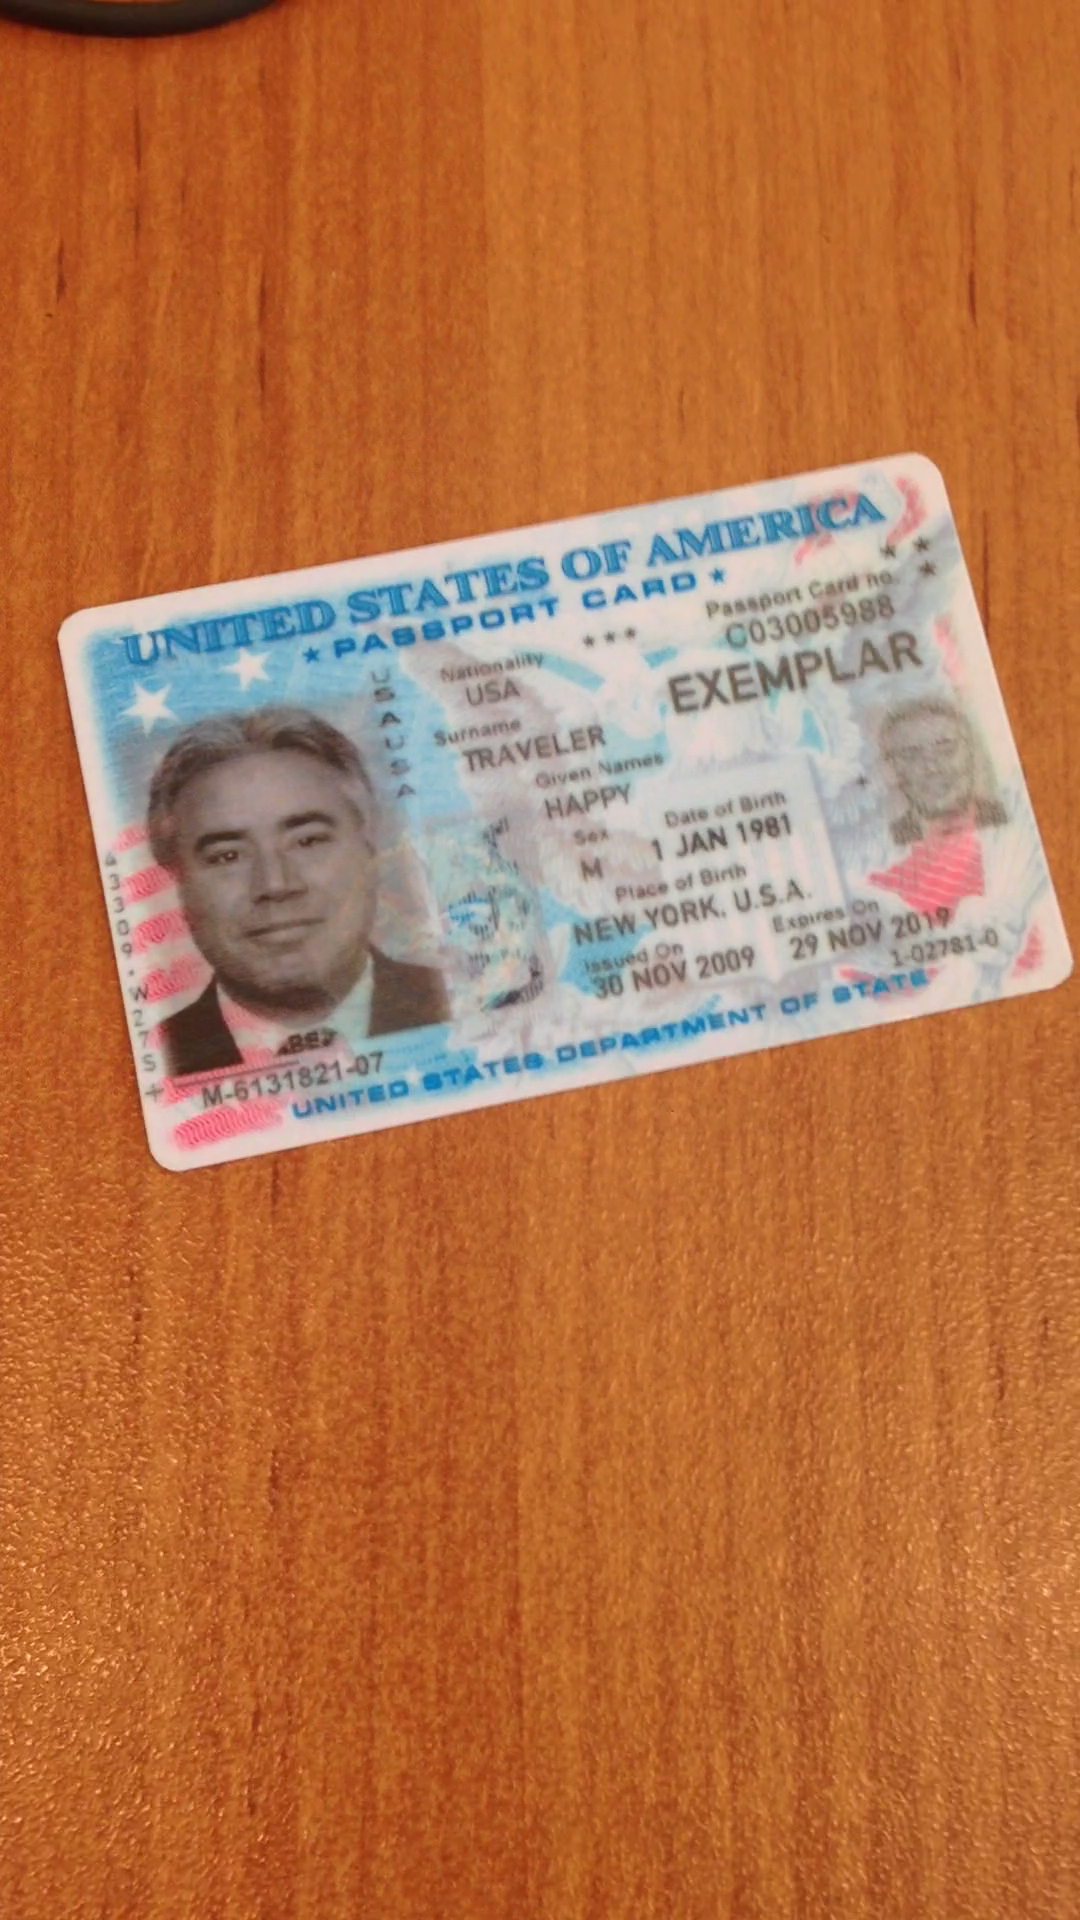 UNITED STATES OF AMERICA
★ PASSPORT CARD ★
Passport Card no.
C03005988
EXEMPLAR
Nationality
USA
Surname
TRAVELER
Given Names
HAPPY
Sex
M
Date of Birth
1 JAN 1981
Place of Birth
NEW YORK, U.S.A.
Issued On
30 NOV 2009
Expires On
29 NOV 2019
1-02781-0
USAUSA
M-6131821-07
UNITED STATES DEPARTMENT OF STATE